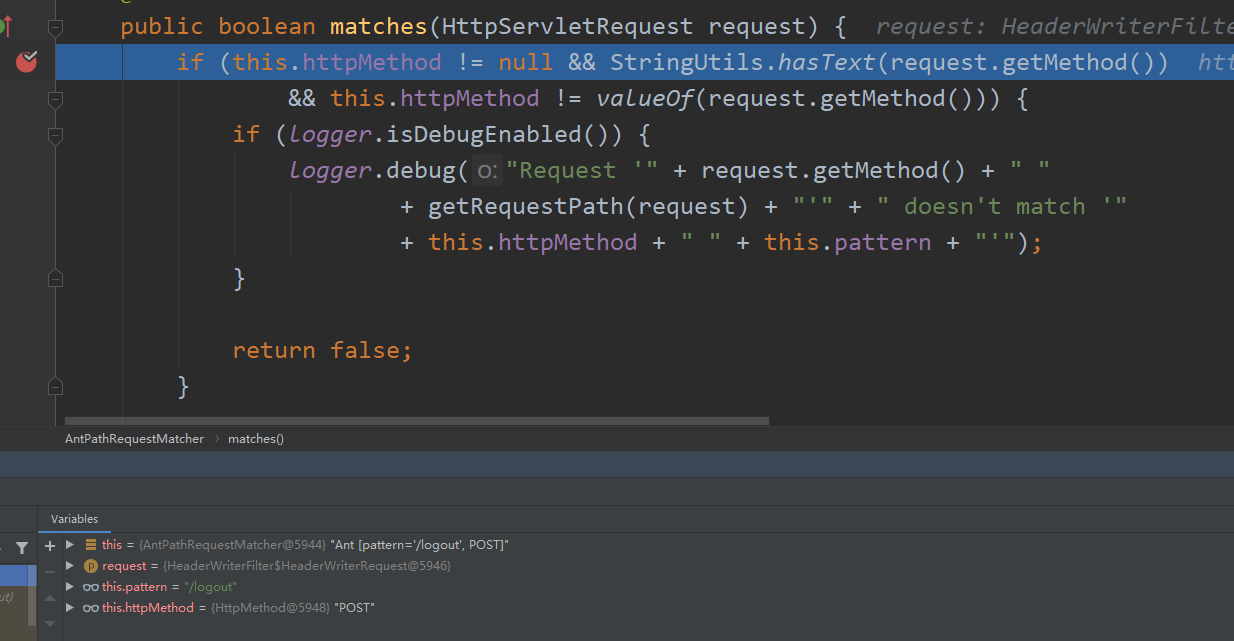 public boolean matches(HttpServletRequest request) { request: HeaderWriterFilte
if (this.httpMethod != null && StringUtils.hasText(request.getMethod()) htt
&& this.httpMethod != valueOf(request.getMethod())) {
if (logger.isDebugEnabled()) {
logger.debug( o: "Request '" + request.getMethod() + " "
+ getRequestPath(request) + "'" + " doesn't match '"
+ this.httpMethod + " " + this.pattern + "'");
}
return false;
}
AntPathRequestMatcher › matches()
Variables
this = {AntPathRequestMatcher@5944} "Ant [pattern='/logout', POST]"
p request = {HeaderWriterFilter$HeaderWriterRequest@5946}
this.pattern = "/logout"
ut)
this.httpMethod = {HttpMethod@5948} "POST"